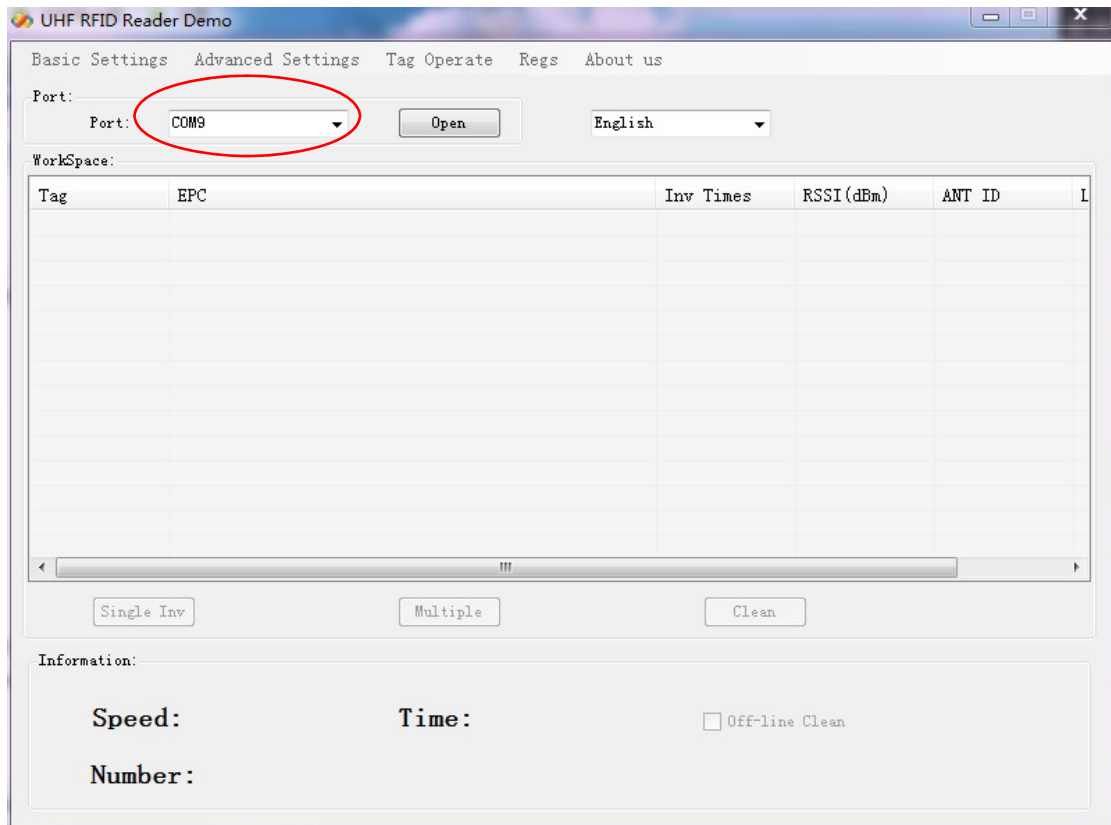 UHF RFID Reader Demo
Basic Settings Advanced Settings Tag Operate Regs About us
Port:
Port: COM9 Open English
WorkSpace:
Tag EPC Inv Times RSSI(dBm) ANT ID L
Single Inv Multiple Clean
Information:
Speed: Time: Off-line Clean
Number: